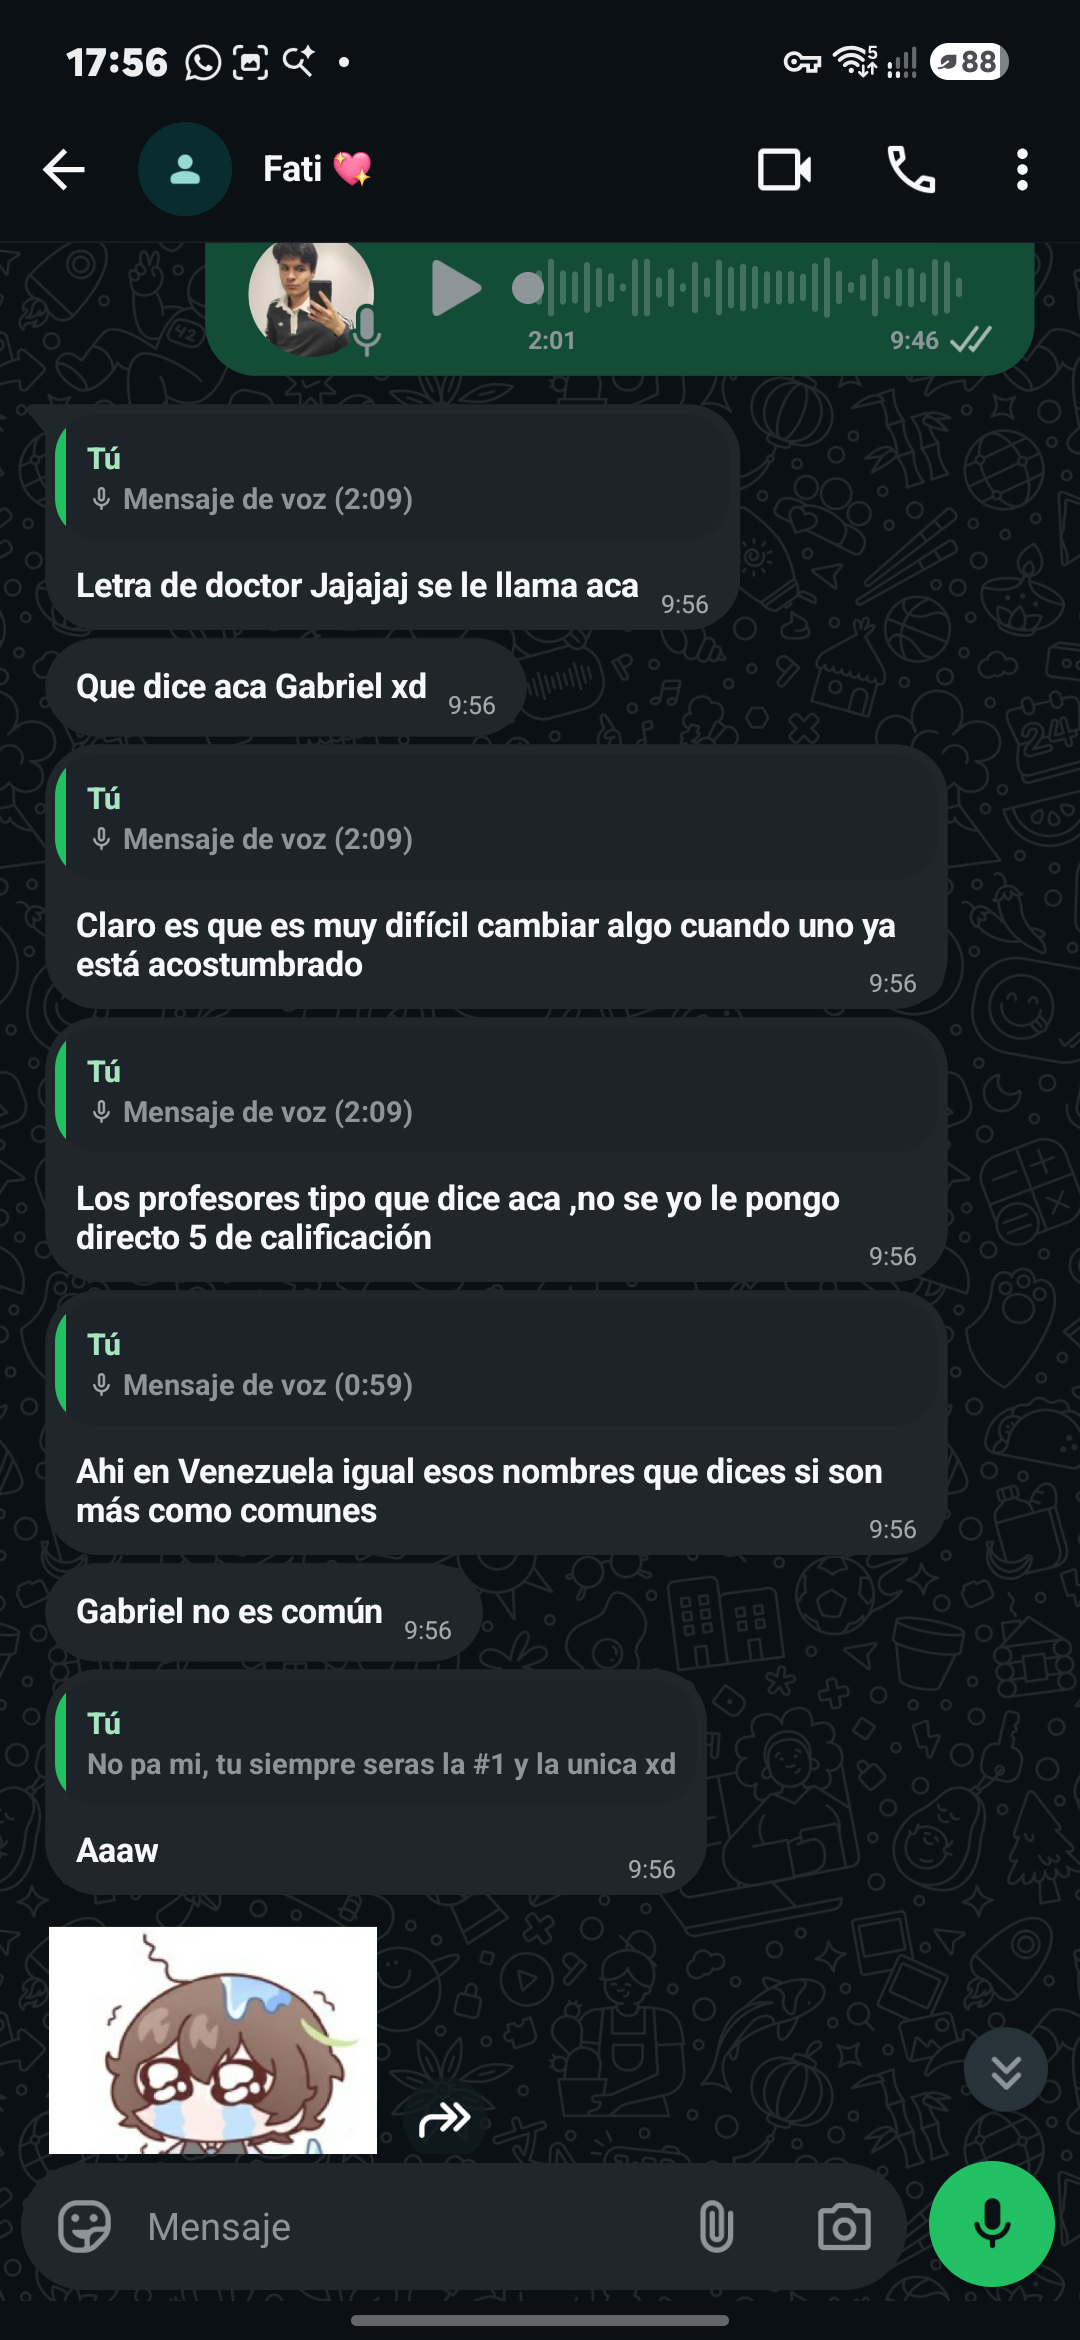 17:56
5
88
Fati 💖
2:01
9:46
Tú
Mensaje de voz (2:09)
Letra de doctor Jajajaj se le llama aca
9:56
Que dice aca Gabriel xd
9:56
Tú
Mensaje de voz (2:09)
Claro es que es muy difícil cambiar algo cuando uno ya
está acostumbrado
9:56
Tú
Mensaje de voz (2:09)
Los profesores tipo que dice aca ,no se yo le pongo
directo 5 de calificación
9:56
Tú
Mensaje de voz (0:59)
Ahi en Venezuela igual esos nombres que dices si son
más como comunes
9:56
Gabriel no es común
9:56
Tú
No pa mi, tu siempre seras la #1 y la unica xd
Aaaw
9:56
Mensaje